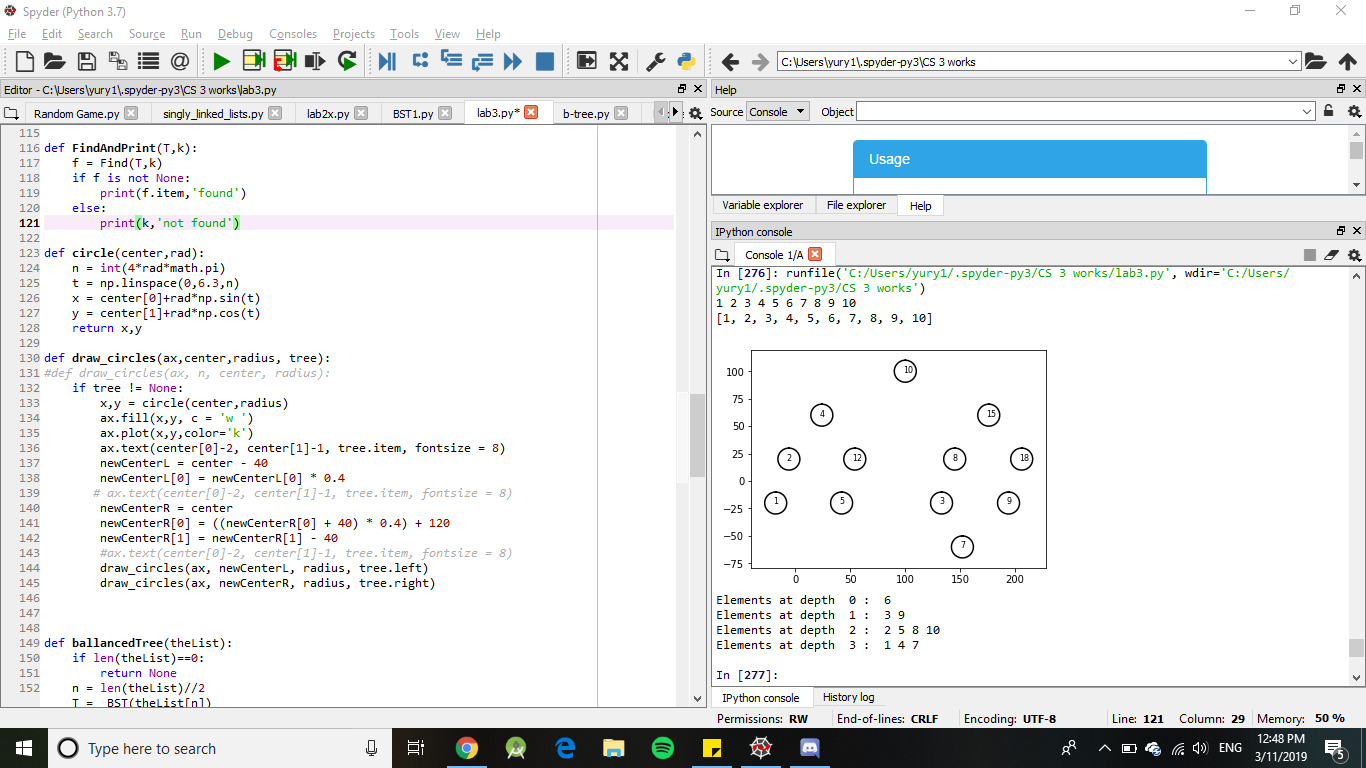 Spyder (Python 3.7)
File Edit Search Source Run Debug Consoles Projects Tools View Help
C:\Users\yury1\.spyder-py3\CS 3 works
Editor - C:\Users\yury1\.spyder-py3\CS 3 works\lab3.py
Random Game.py singly_linked_lists.py lab2x.py BST1.py lab3.py* b-tree.py
115
116 def FindAndPrint(T,k):
117 f = Find(T,k)
118 if f is not None:
119 print(f.item,'found')
120 else:
121 print(k,'not found')
122
123 def circle(center,rad):
124 n = int(4*rad*math.pi)
125 t = np.linspace(0,6.3,n)
126 x = center[0]+rad*np.sin(t)
127 y = center[1]+rad*np.cos(t)
128 return x,y
129
130 def draw_circles(ax,center,radius, tree):
131 #def draw_circles(ax, n, center, radius):
132 if tree != None:
133 x,y = circle(center,radius)
134 ax.fill(x,y, c = 'w ')
135 ax.plot(x,y,color='k')
136 ax.text(center[0]-2, center[1]-1, tree.item, fontsize = 8)
137 newCenterL = center - 40
138 newCenterL[0] = newCenterL[0] * 0.4
139 # ax.text(center[0]-2, center[1]-1, tree.item, fontsize = 8)
140 newCenterR = center
141 newCenterR[0] = ((newCenterR[0] + 40) * 0.4) + 120
142 newCenterR[1] = newCenterR[1] - 40
143 #ax.text(center[0]-2, center[1]-1, tree.item, fontsize = 8)
144 draw_circles(ax, newCenterL, radius, tree.left)
145 draw_circles(ax, newCenterR, radius, tree.right)
146
147
148
149 def ballancedTree(theList):
150 if len(theList)==0:
151 return None
152 n = len(theList)//2
T = BST(theList[n])
Help
Source Console Object
Usage
Variable explorer File explorer Help
IPython console
Console 1/A
In [276]: runfile('C:/Users/yury1/.spyder-py3/CS 3 works/lab3.py', wdir='C:/Users/
yury1/.spyder-py3/CS 3 works')
1 2 3 4 5 6 7 8 9 10
[1, 2, 3, 4, 5, 6, 7, 8, 9, 10]
100 10
75
4 15
50
25
2 12 8 18
0
1 5 3 9
−25
−50
7
−75
0 50 100 150 200
Elements at depth 0 : 6
Elements at depth 1 : 3 9
Elements at depth 2 : 2 5 8 10
Elements at depth 3 : 1 4 7
In [277]:
IPython console History log
Permissions: RW End-of-lines: CRLF Encoding: UTF-8 Line: 121 Column: 29 Memory: 50 %
Type here to search
ENG
12:48 PM
3/11/2019
5